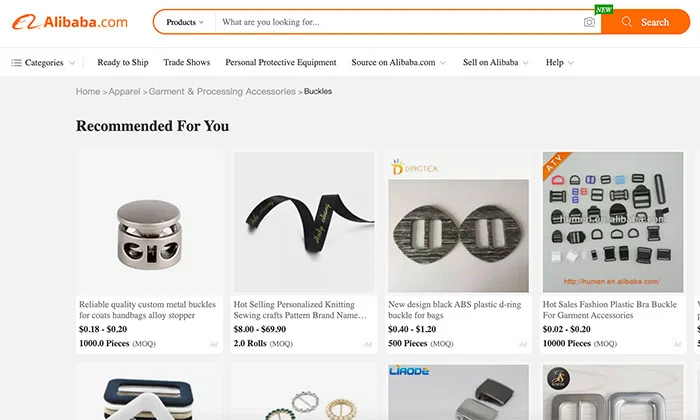 Alibaba.com
Products
What are you looking for...
NEW
Search
Categories
Ready to Ship
Trade Shows
Personal Protective Equipment
Source on Alibaba.com
Sell on Alibaba
Help
Home > Apparel > Garment & Processing Accessories > Buckles
Recommended For You
DINGTEX
ATV
humen.en.alibaba.com
http://humen.en.alibaba.com/
Reliable quality custom metal buckles
for coats handbags alloy stopper
$0.18 - $0.20
1000.0 Pieces (MOQ)
Ad
Hot Selling Personalized Knitting
Sewing crafts Pattern Brand Name…
$8.00 - $69.90
2.0 Rolls (MOQ)
Ad
New design black ABS plastic d-ring
buckle for bags
$0.40 - $1.20
500 Pieces (MOQ)
Ad
Hot Sales Fashion Plastic Bra Buckle
For Garment Accessories
$0.02 - $0.20
10000 Pieces (MOQ)
Ad
LIRODE